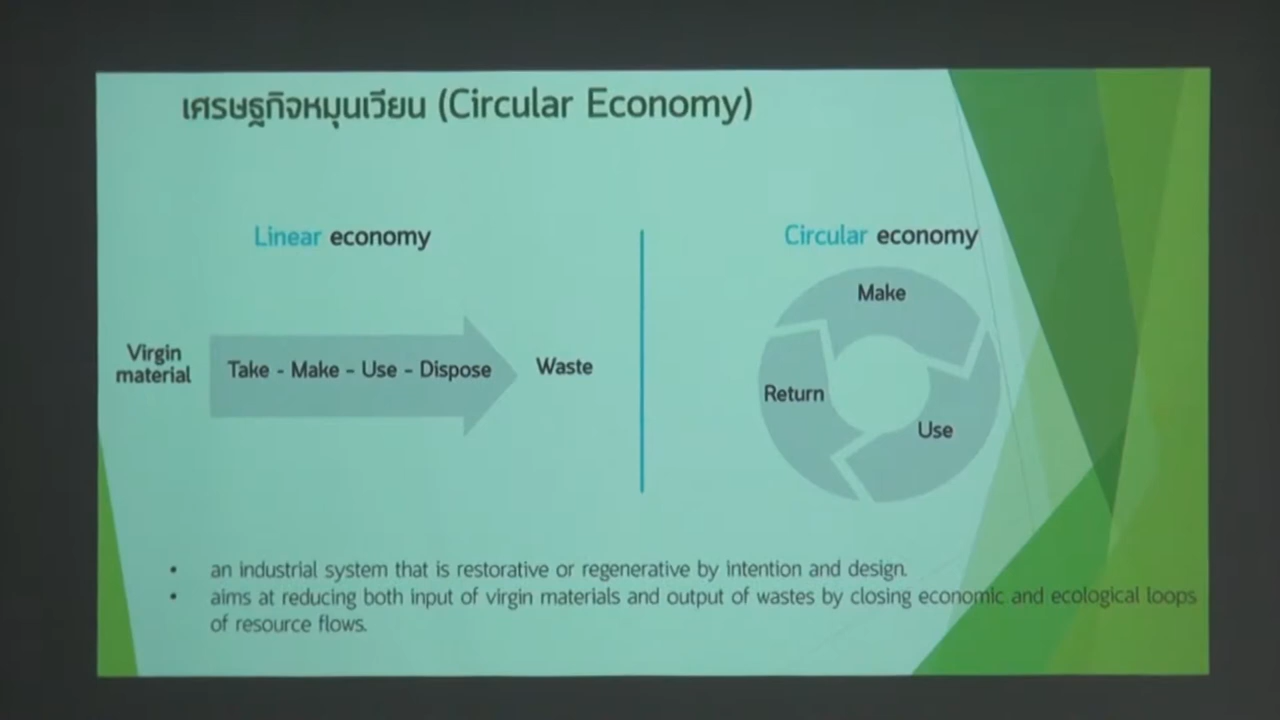 เศรษฐกิจหมุนเวียน (Circular Economy)
Linear economy
Virgin
material
Take - Make - Use - Dispose
Waste
Circular economy
Make
Return
Use
• an industrial system that is restorative or regenerative by intention and design.
• aims at reducing both input of virgin materials and output of wastes by closing economic and ecological loops
of resource flows.